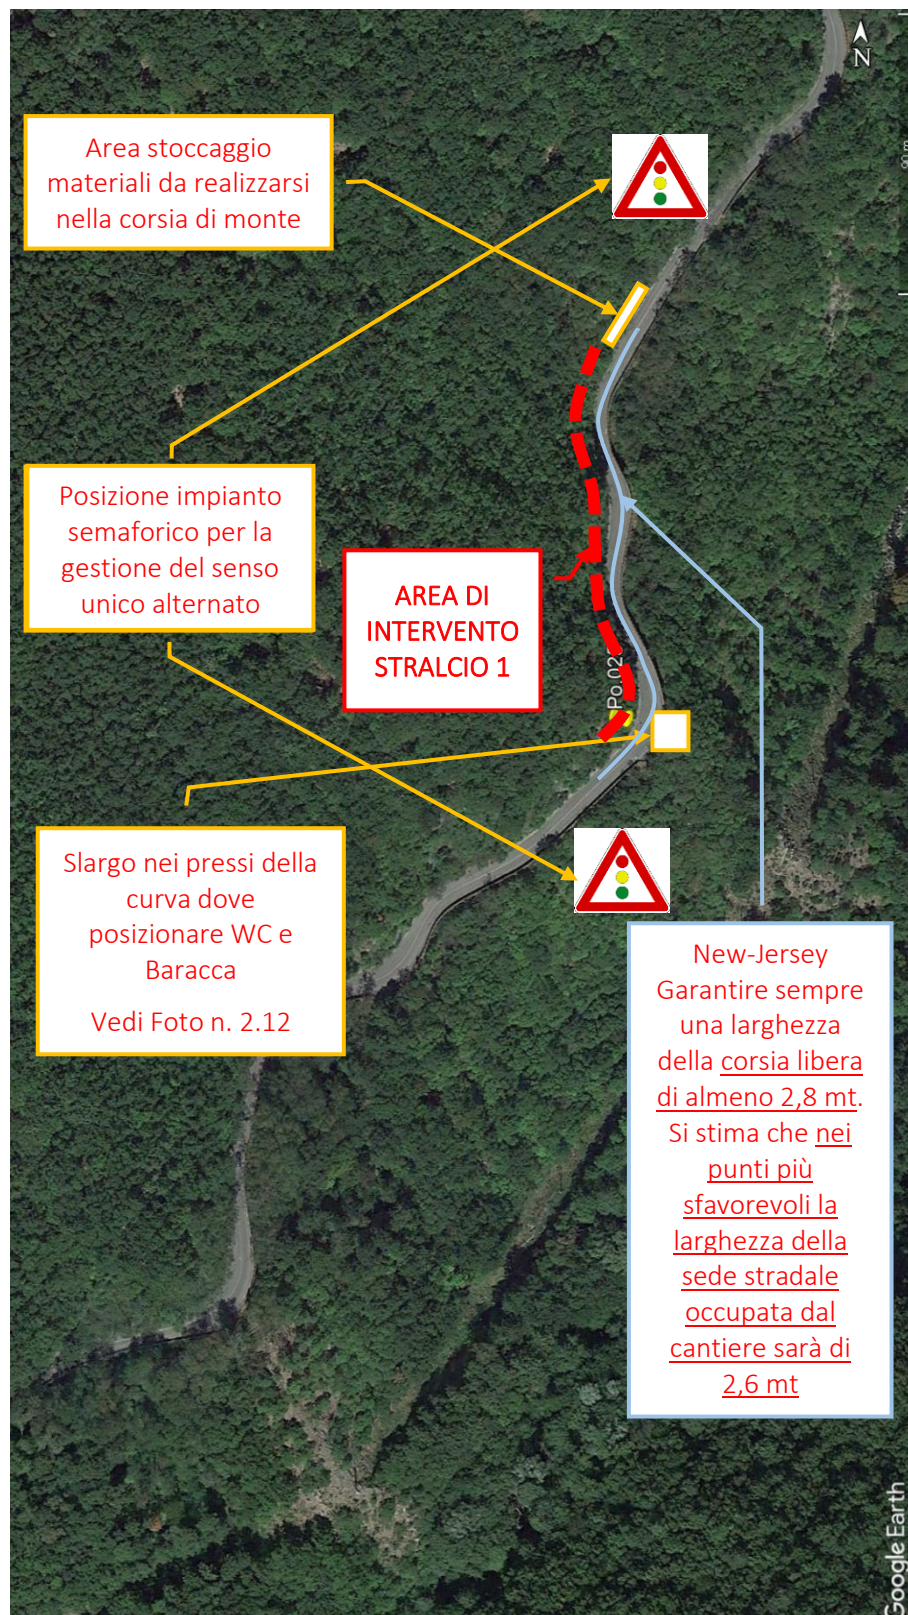 N
90 m
Area stoccaggio
materiali da realizzarsi
nella corsia di monte
Posizione impianto
semaforico per la
gestione del senso
unico alternato
AREA DI
INTERVENTO
STRALCIO 1
Slargo nei pressi della
curva dove
posizionare WC e
Baracca
Vedi Foto n. 2.12
New-Jersey
Garantire sempre
una larghezza
della corsia libera
di almeno 2,8 mt.
Si stima che nei
punti più
sfavorevoli la
larghezza della
sede stradale
occupata dal
cantiere sarà di
2,6 mt
Google Earth